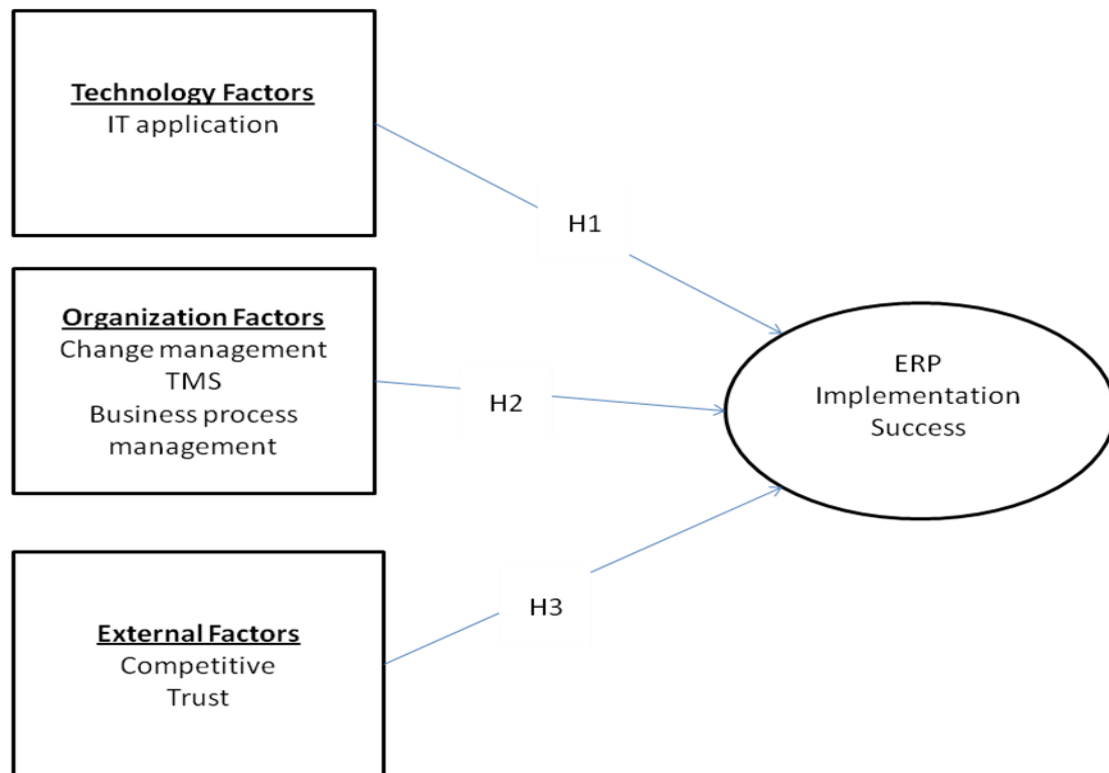 Technology Factors
IT application
H1
Organization Factors
Change management
TMS
Business process
management
H2
ERP
Implementation
Success
External Factors
Competitive
Trust
H3